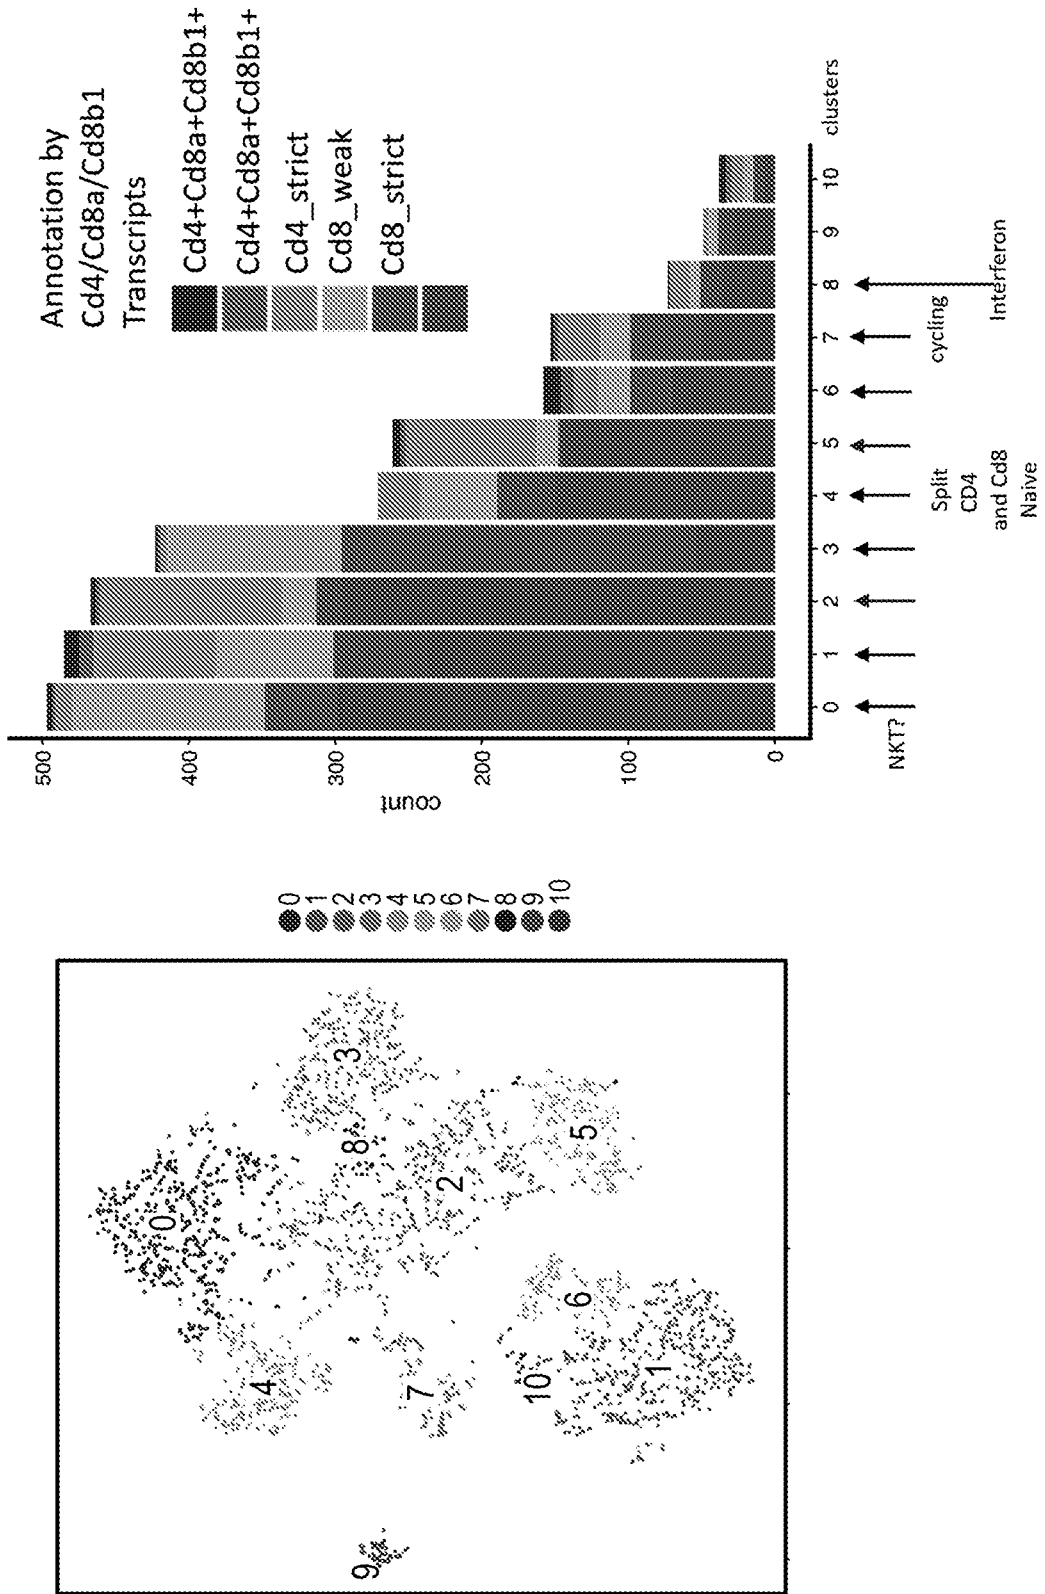 Annotation by
Cd4/Cd8a/Cd8b1
Transcripts
Cd4+Cd8a+Cd8b1+
Cd4+Cd8a+Cd8b1+
Cd4_strict
Cd8_weak
Cd8_strict
count
500
400
300
200
100
0
0
1
2
3
4
5
6
7
8
9
10
clusters
NKT?
Split
CD4
and Cd8
Naive
cycling
Interferon
0
1
2
3
4
5
6
7
8
9
10
0
3
8
4
2
5
7
6
10
1
9